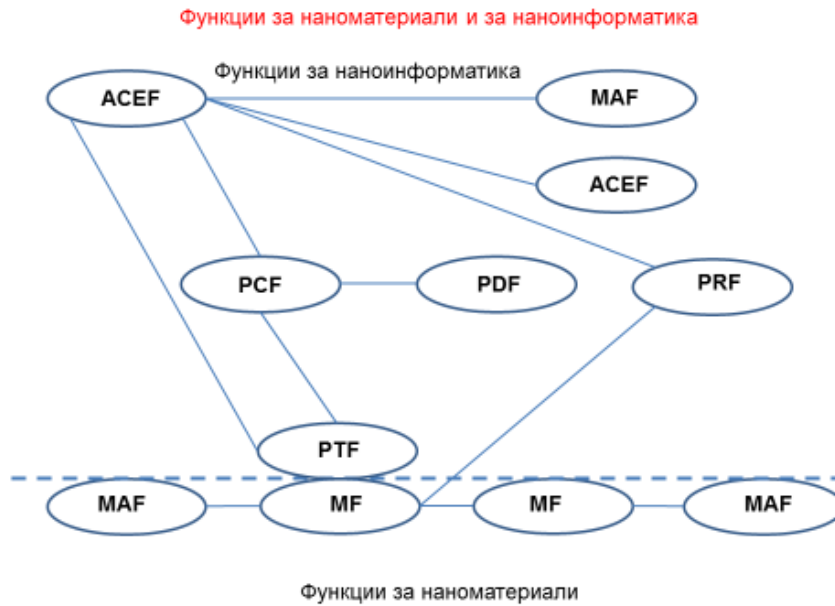 Функции за наноматериали и за наноинформатика
Функции за наноинформатика
ACEF
MAF
ACEF
PCF
PDF
PRF
PTF
MAF
MF
MF
MAF
Функции за наноматериали